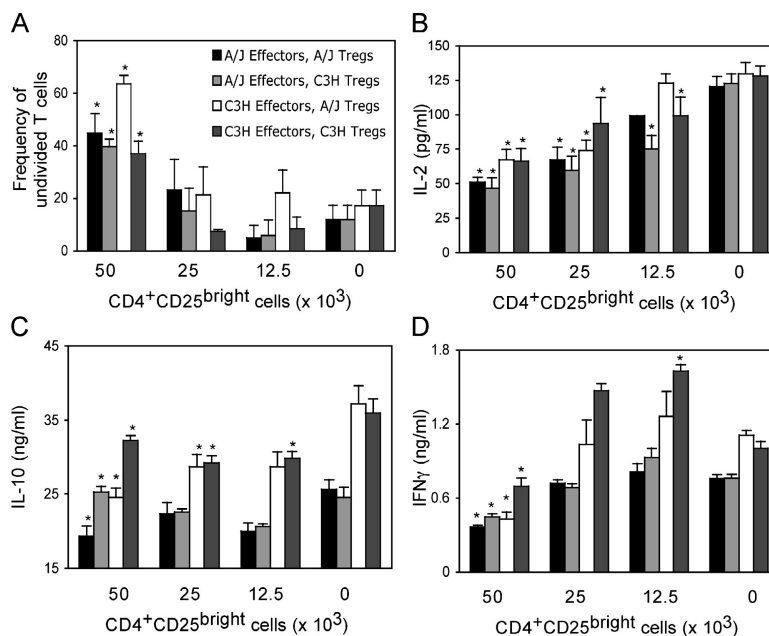 A
Frequency of
undivided T cells
80
60
40
20
0
A/J Effectors, A/J Tregs
A/J Effectors, C3H Tregs
C3H Effectors, A/J Tregs
C3H Effectors, C3H Tregs
* * * *
50 25 12.5 0
CD4+CD25bright cells (x 103)
B
IL-2 (pg/ml)
150
125
100
75
50
25
0
* * * * * * * * * *
50 25 12.5 0
CD4+CD25bright cells (x 103)
C
IL-10 (ng/ml)
45
35
25
15
* * * * * * *
50 25 12.5 0
CD4+CD25bright cells (x 103)
D
IFNγ (ng/ml)
1.8
1.2
0.6
0
* * * * *
50 25 12.5 0
CD4+CD25bright cells (x 103)